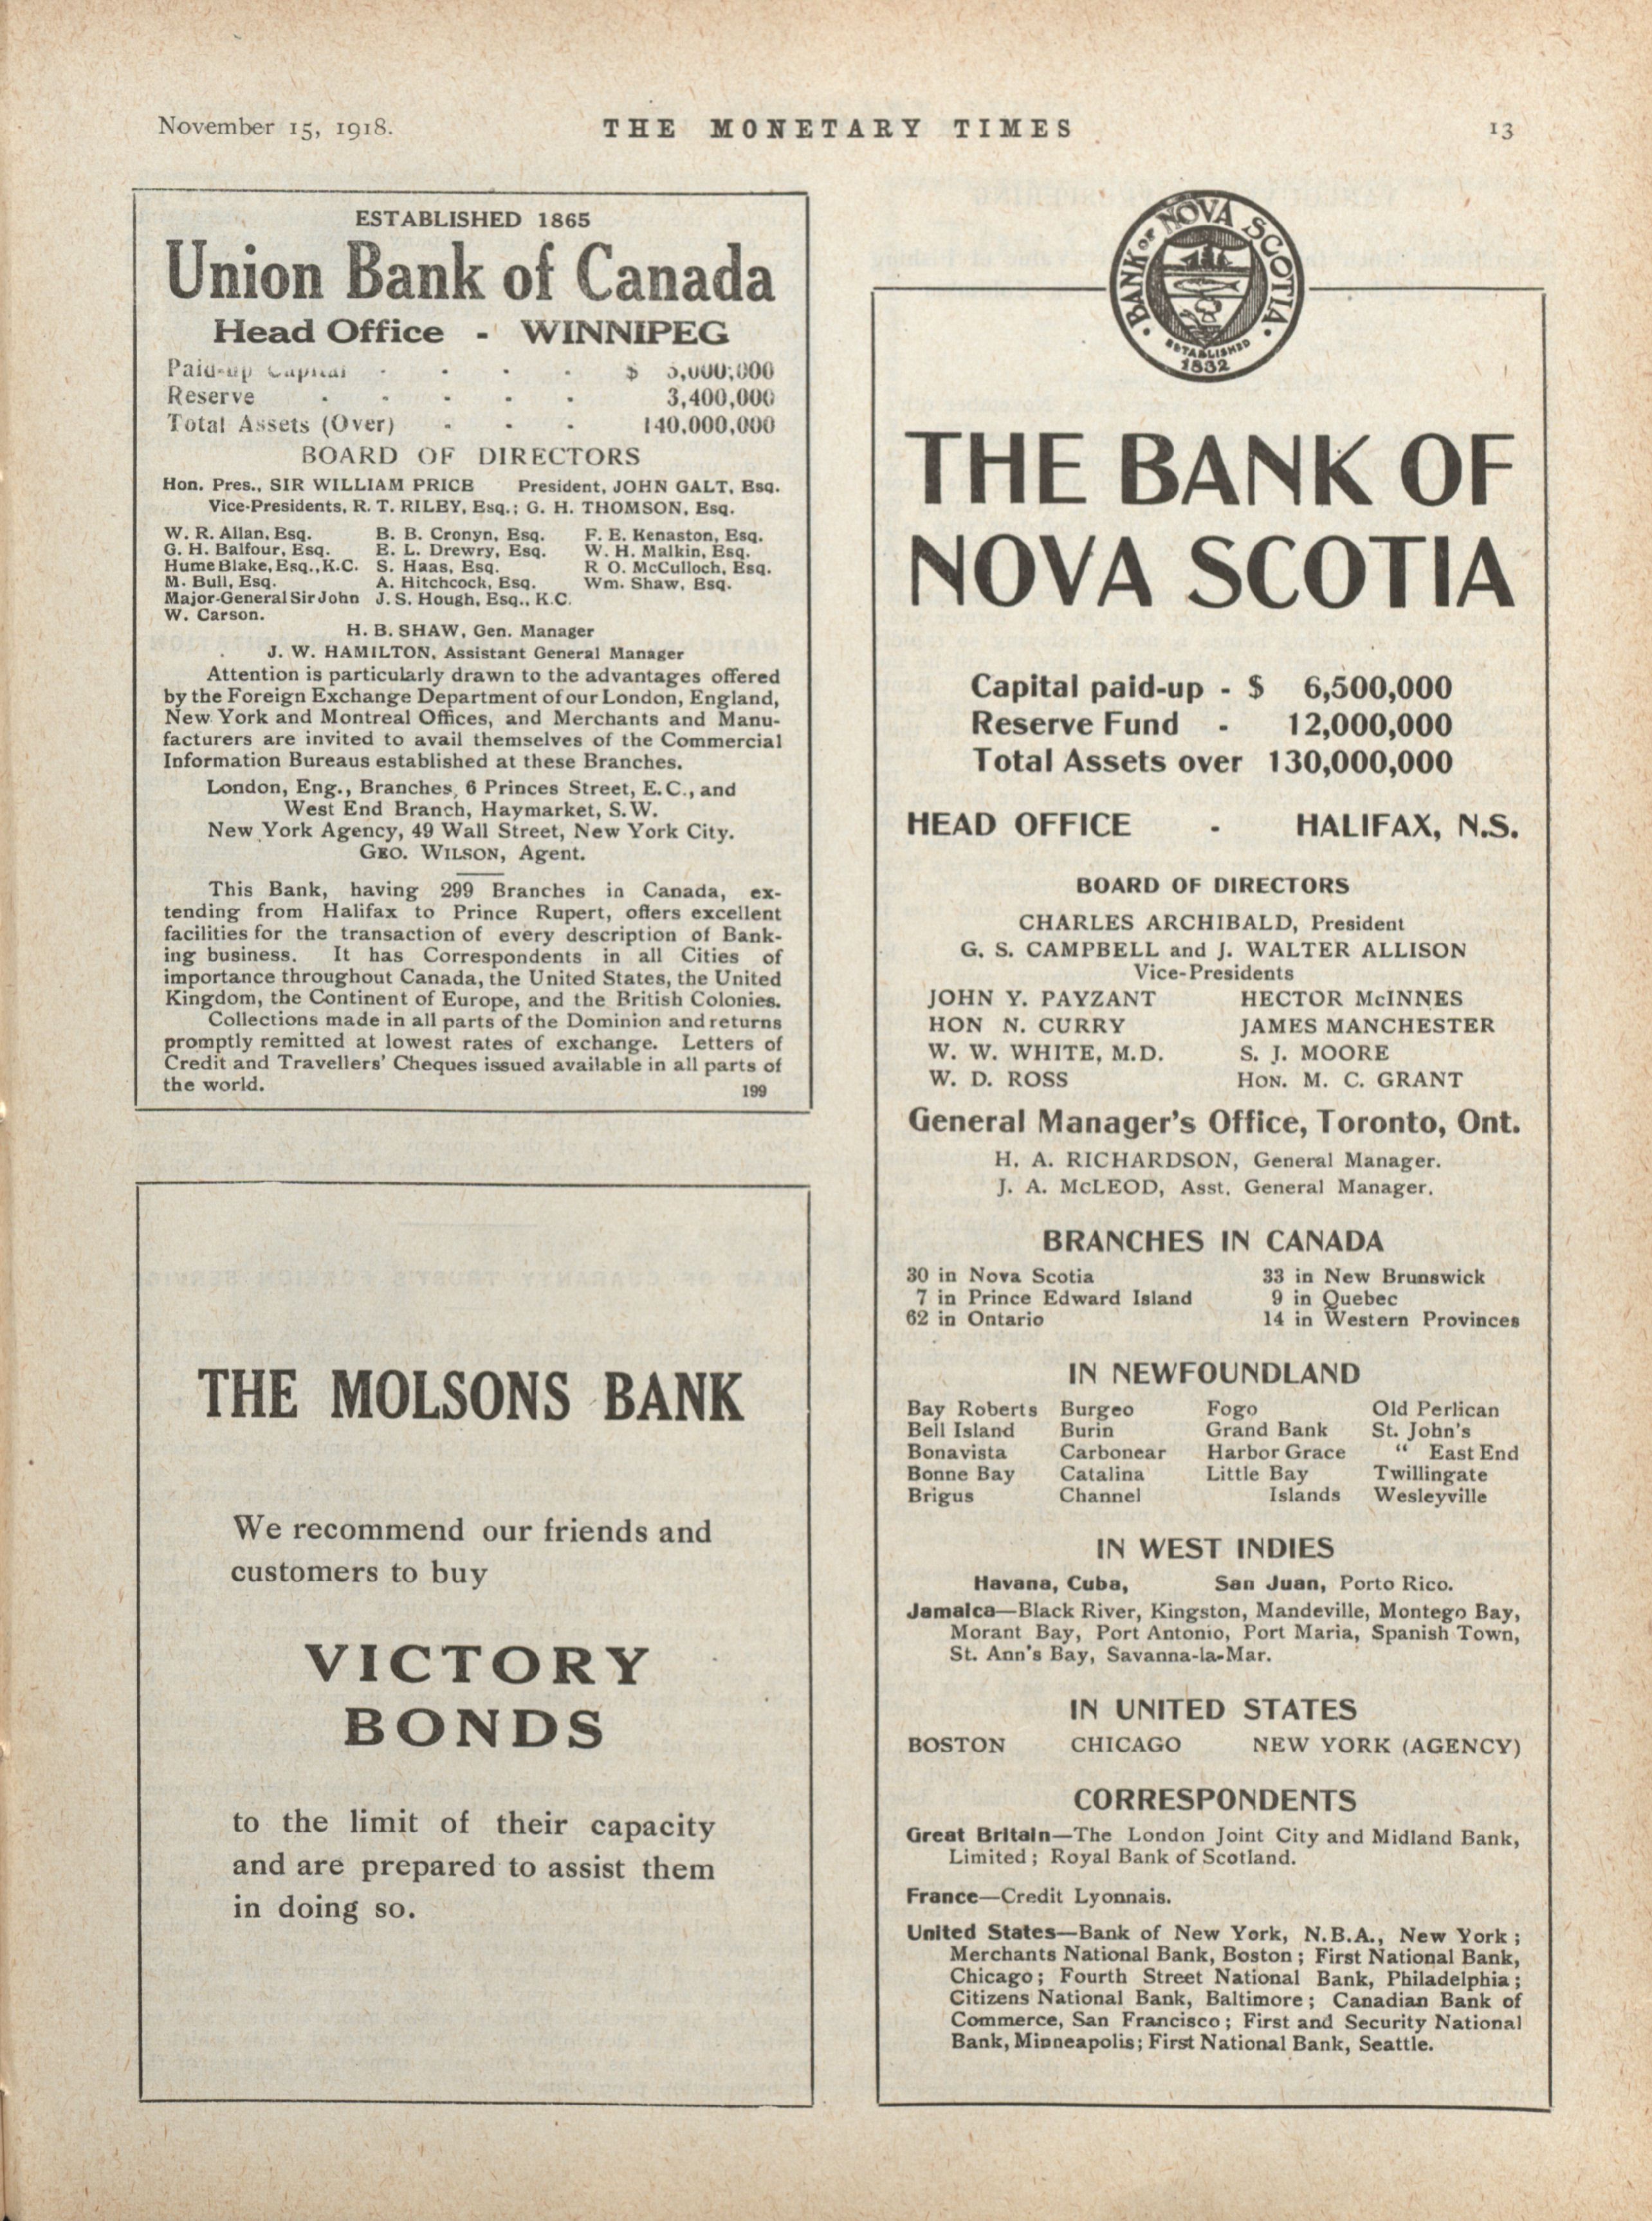 November 15, 1918.
THE MONETARY TIMES
13
ESTABLISHED 1865
Union Bank of Canada
Head Office - WINNIPEG
Paid-up Capital - - - - $ 5,000,000
Reserve - - - - - 3,400,000
Total Assets (Over) - - - 140,000,000
BOARD OF DIRECTORS
Hon. Pres., SIR WILLIAM PRICE President, JOHN GALT, Esq.
Vice-Presidents, R. T. RILEY, Esq.; G. H. THOMSON, Esq.
W. R. Allan, Esq. B. B. Cronyn, Esq. F. E. Kenaston, Esq.
G. H. Balfour, Esq. E. L. Drewry, Esq. W. H. Malkin, Esq.
Hume Blake, Esq., K.C. S. Haas, Esq. R O. McCulloch, Esq.
M. Bull, Esq. A. Hitchcock, Esq. Wm. Shaw, Esq.
Major-General Sir John J. S. Hough, Esq., K.C.
W. Carson.
H. B. SHAW, Gen. Manager
J. W. HAMILTON, Assistant General Manager
Attention is particularly drawn to the advantages offered
by the Foreign Exchange Department of our London, England,
New York and Montreal Offices, and Merchants and Manu-
facturers are invited to avail themselves of the Commercial
Information Bureaus established at these Branches.
London, Eng., Branches, 6 Princes Street, E.C., and
West End Branch, Haymarket, S.W.
New York Agency, 49 Wall Street, New York City.
GEO. WILSON, Agent.
This Bank, having 299 Branches in Canada, ex-
tending from Halifax to Prince Rupert, offers excellent
facilities for the transaction of every description of Bank-
ing business. It has Correspondents in all Cities of
importance throughout Canada, the United States, the United
Kingdom, the Continent of Europe, and the British Colonies.
Collections made in all parts of the Dominion and returns
promptly remitted at lowest rates of exchange. Letters of
Credit and Travellers' Cheques issued available in all parts of
the world.
199
THE MOLSONS BANK
We recommend our friends and
customers to buy
VICTORY
BONDS
to the limit of their capacity
and are prepared to assist them
in doing so.
BANK OF NOVA SCOTIA
ESTABLISHED
1832
THE BANK OF
NOVA SCOTIA
Capital paid-up - $ 6,500,000
Reserve Fund - 12,000,000
Total Assets over 130,000,000
HEAD OFFICE - HALIFAX, N.S.
BOARD OF DIRECTORS
CHARLES ARCHIBALD, President
G. S. CAMPBELL and J. WALTER ALLISON
Vice-Presidents
JOHN Y. PAYZANT HECTOR McINNES
HON N. CURRY JAMES MANCHESTER
W. W. WHITE, M.D. S. J. MOORE
W. D. ROSS HON. M. C. GRANT
General Manager's Office, Toronto, Ont.
H. A. RICHARDSON, General Manager.
J. A. McLEOD, Asst. General Manager.
BRANCHES IN CANADA
30 in Nova Scotia 33 in New Brunswick
7 in Prince Edward Island 9 in Quebec
62 in Ontario 14 in Western Provinces
IN NEWFOUNDLAND
Bay Roberts Burgeo Fogo Old Perlican
Bell Island Burin Grand Bank St. John's
Bonavista Carbonear Harbor Grace " East End
Bonne Bay Catalina Little Bay Twillingate
Brigus Channel Islands Wesleyville
IN WEST INDIES
Havana, Cuba, San Juan, Porto Rico.
Jamaica—Black River, Kingston, Mandeville, Montego Bay,
Morant Bay, Port Antonio, Port Maria, Spanish Town,
St. Ann's Bay, Savanna-la-Mar.
IN UNITED STATES
BOSTON CHICAGO NEW YORK (AGENCY)
CORRESPONDENTS
Great Britain—The London Joint City and Midland Bank,
Limited; Royal Bank of Scotland.
France—Credit Lyonnais.
United States—Bank of New York, N.B.A., New York;
Merchants National Bank, Boston; First National Bank,
Chicago; Fourth Street National Bank, Philadelphia;
Citizens National Bank, Baltimore; Canadian Bank of
Commerce, San Francisco; First and Security National
Bank, Minneapolis; First National Bank, Seattle.